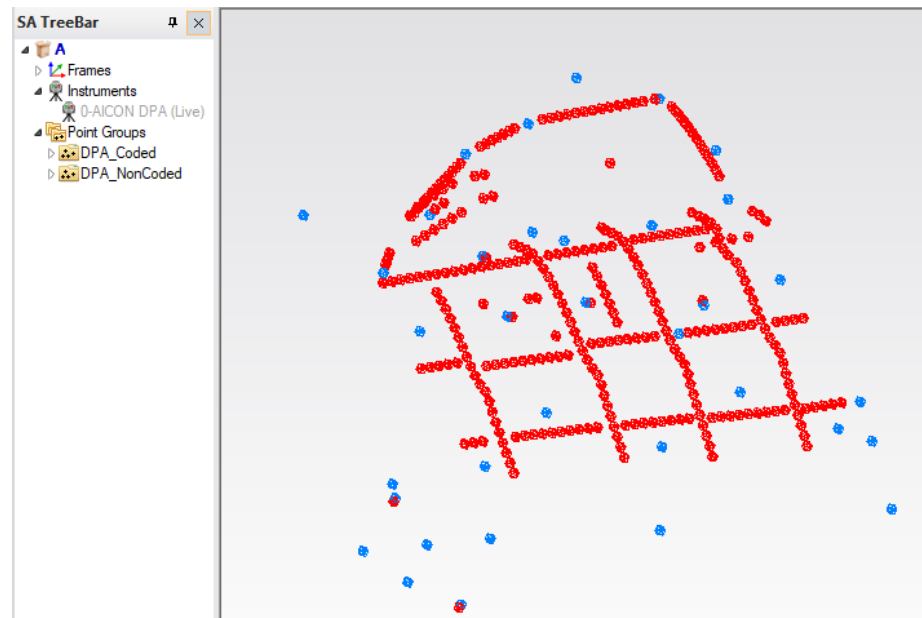 SA TreeBar
A
Frames
Instruments
0-AICON DPA (Live)
Point Groups
DPA_Coded
DPA_NonCoded